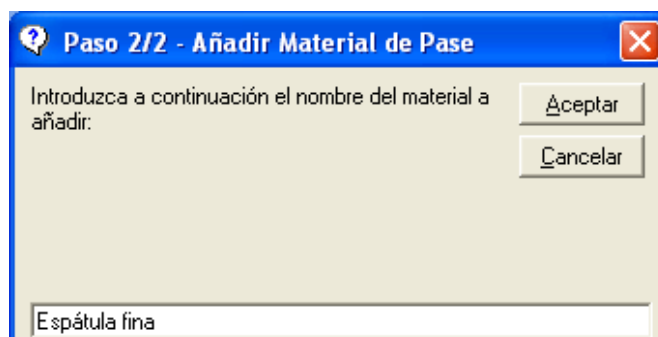 Paso 2/2 - Añadir Material de Pase
Introduzca a continuación el nombre del material a
añadir:
Aceptar
Cancelar
Espátula fina